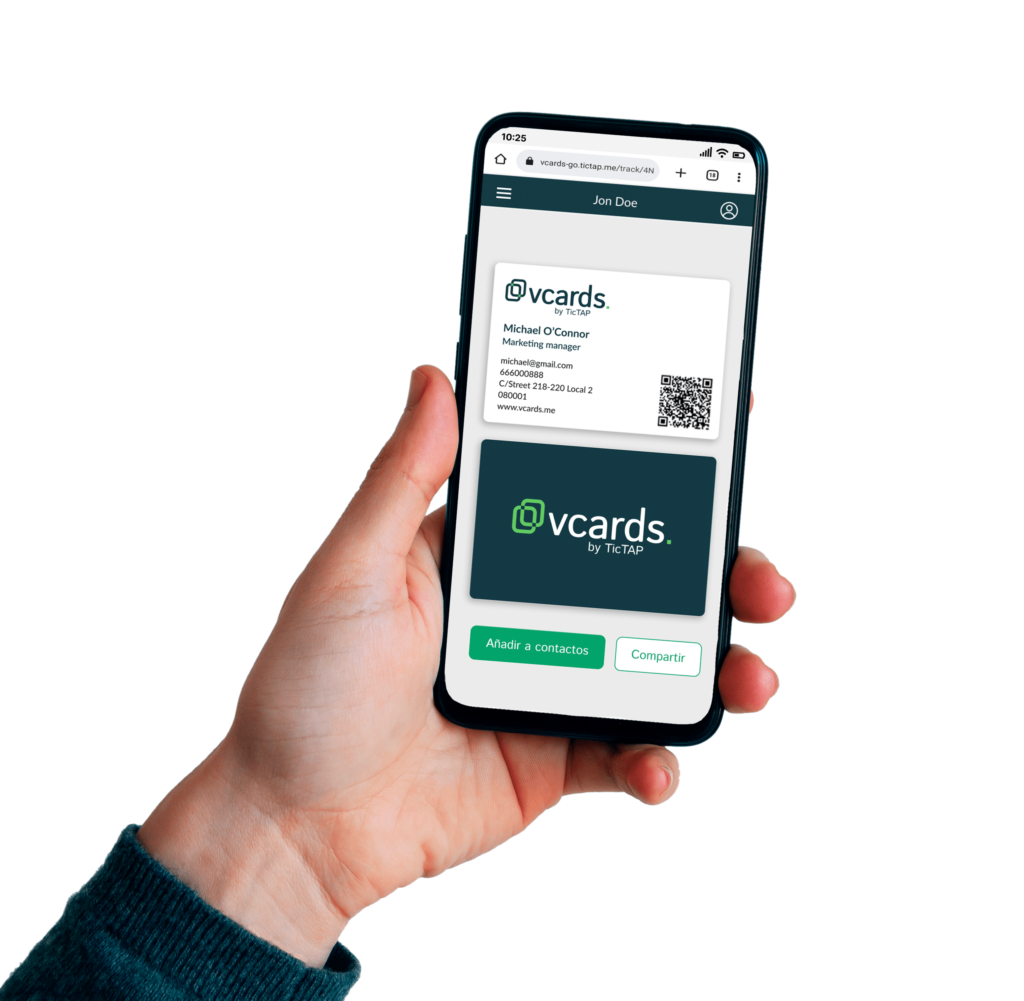 10:25
vcards-go.tictap.me/track/4N
18
Jon Doe
vcards.
by TicTAP
Michael O'Connor
Marketing manager
michael@gmail.com
666000888
C/Street 218-220 Local 2
080001
www.vcards.me
vcards.
by TicTAP
Añadir a contactos
Compartir